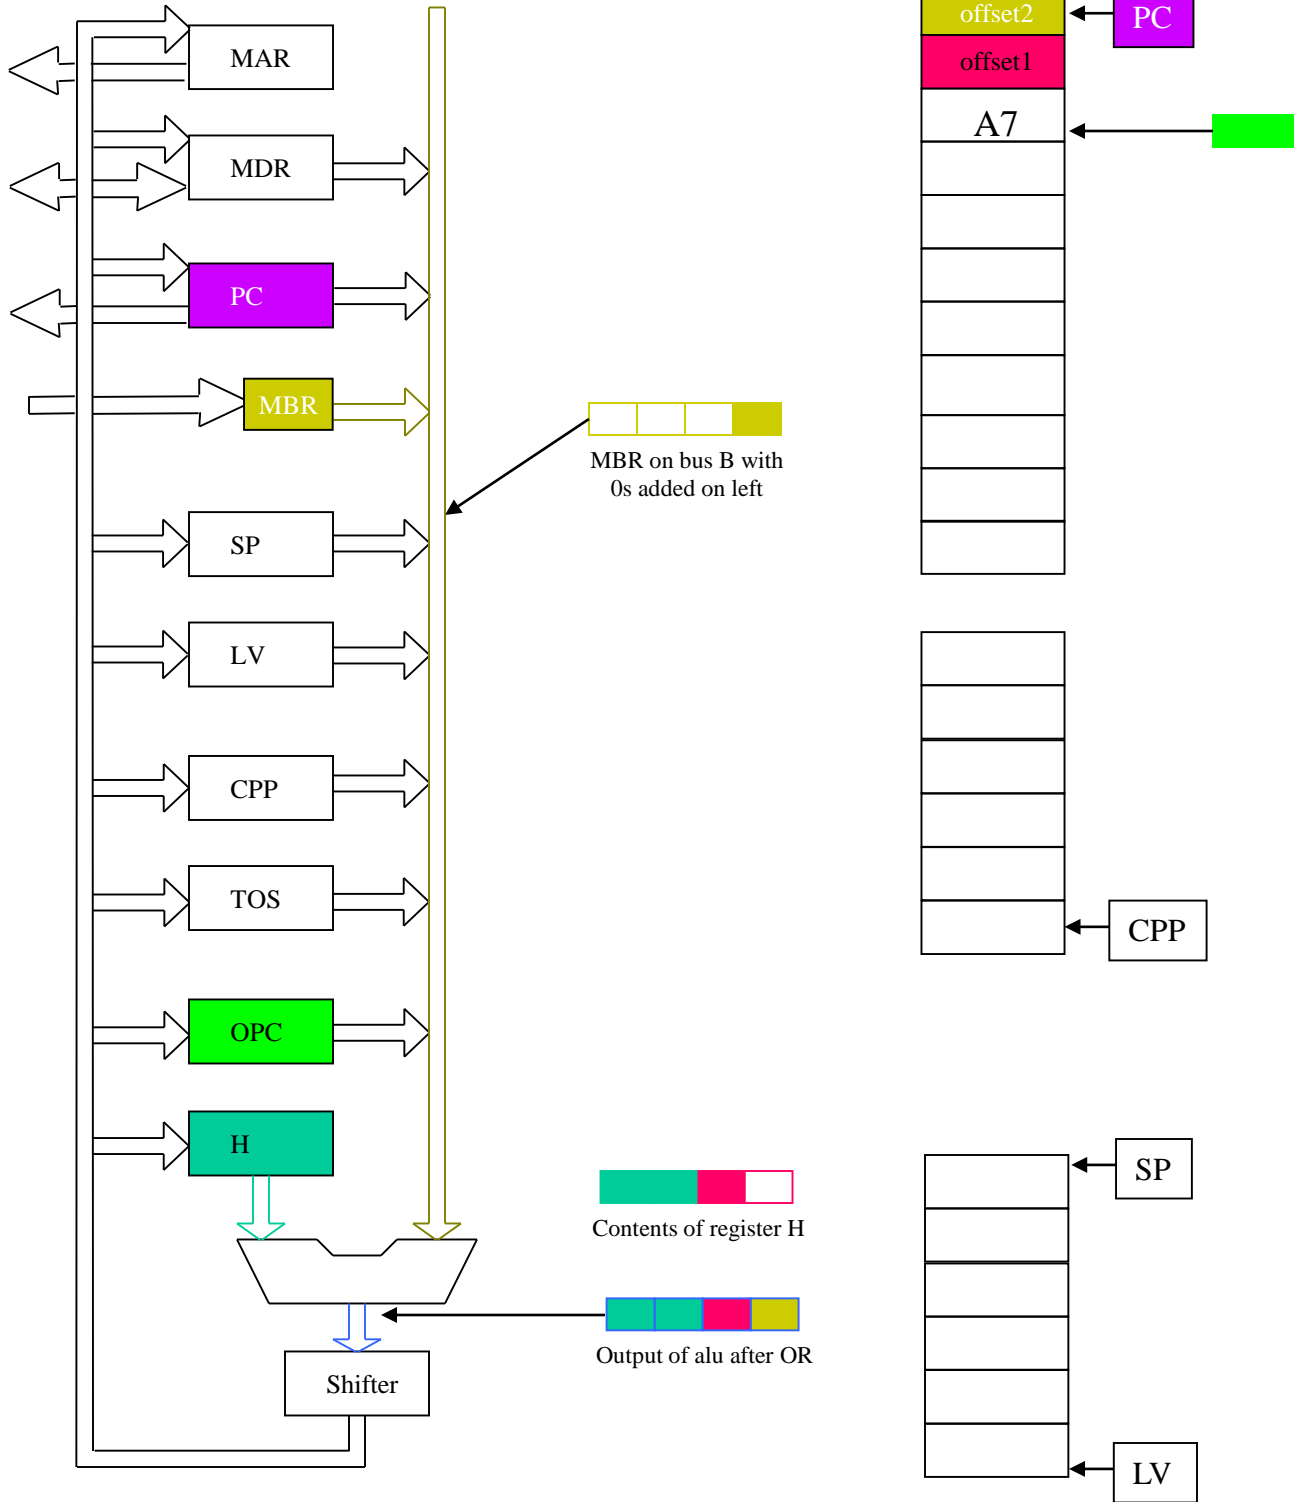 MAR
MDR
PC
MBR
SP
LV
CPP
TOS
OPC
H
Shifter
MBR on bus B with
0s added on left
Contents of register H
Output of alu after OR
offset2
PC
offset1
A7
CPP
SP
LV